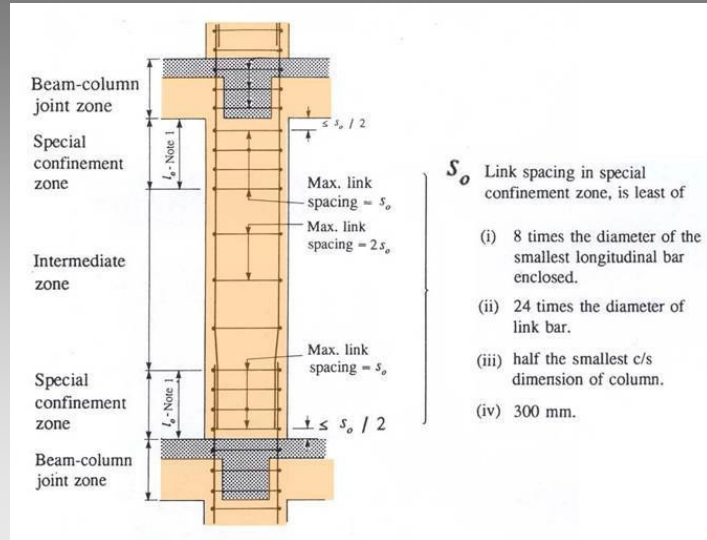 Beam-column
joint zone
≤ s₀ / 2
Special
confinement
zone
l₀ - Note 1
Max. link
spacing = s₀
Max. link
spacing = 2s₀
Intermediate
zone
Max. link
spacing = s₀
Special
confinement
zone
l₀ - Note 1
≤ s₀ / 2
Beam-column
joint zone
S₀ Link spacing in special
confinement zone, is least of
(i) 8 times the diameter of the
smallest longitudinal bar
enclosed.
(ii) 24 times the diameter of
link bar.
(iii) half the smallest c/s
dimension of column.
(iv) 300 mm.